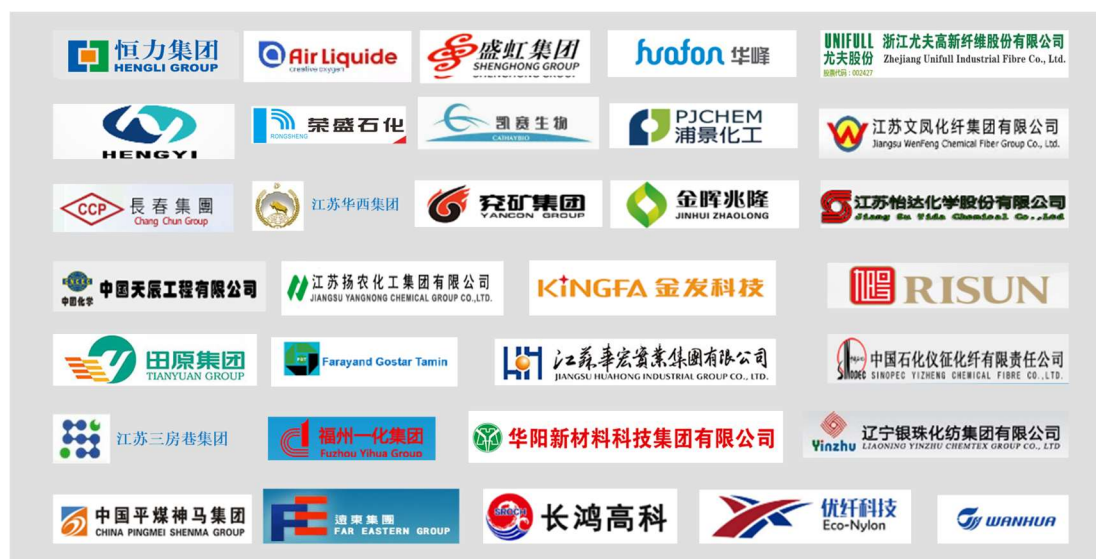 恒力集团
HENGLI GROUP
Air Liquide
creative oxygen
盛虹集团
SHENGHONG GROUP
huafon 华峰
UNIFULL
尤夫股份
股票代码:002427
浙江尤夫高新纤维股份有限公司
Zhejiang Unifull Industrial Fibre Co., Ltd.
HENGYI
RONGSHENG
荣盛石化
凯赛生物
CATHAYBIO
PJCHEM
浦景化工
江苏文凤化纤集团有限公司
Jiangsu WenFeng Chemical Fiber Group Co., Ltd.
CCP
長春集團
Chang Chun Group
江苏华西集团
兖矿集团
YANCON GROUP
金晖兆隆
JINHUI ZHAOLONG
江苏怡达化学股份有限公司
Jiang Su Yida Chemical Co.,Ltd
中国化学
中国天辰工程有限公司
江苏扬农化工集团有限公司
JIANGSU YANGNONG CHEMICAL GROUP CO.,LTD.
KINGFA 金发科技
旭陽
RISUN
田原集团
TIANYUAN GROUP
Farayand Gostar Tamin
江蘇華宏實業集團有限公司
JIANGSU HUAHONG INDUSTRIAL GROUP CO., LTD.
中国石化仪征化纤有限责任公司
SINOPEC YIZHENG CHEMICAL FIBRE CO.,LTD.
江苏三房巷集团
福州一化集团
Fuzhou Yihua Group
华阳新材料科技集团有限公司
Yinzhu
辽宁银珠化纺集团有限公司
LIAONING YINZHU CHEMTEX GROUP CO., LTD
中国平煤神马集团
CHINA PINGMEI SHENMA GROUP
FE
遠東集團
FAR EASTERN GROUP
长鸿高科
优纤科技
Eco-Nylon
WANHUA